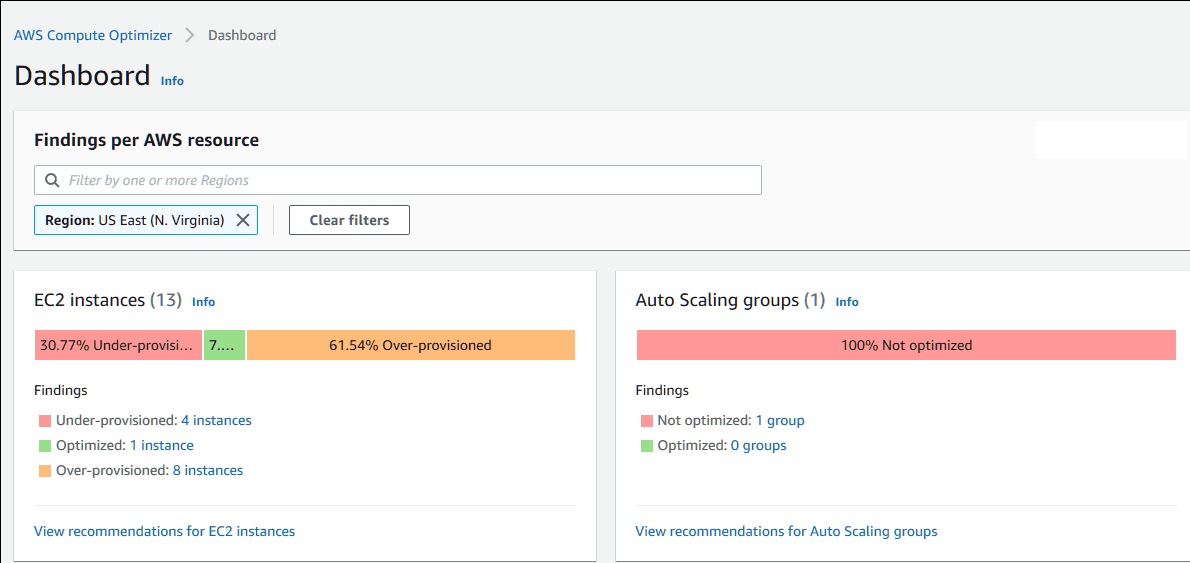 AWS Compute Optimizer > Dashboard
Dashboard Info
Findings per AWS resource
Filter by one or more Regions
Region: US East (N. Virginia)
Clear filters
EC2 instances (13) Info
30.77% Under-provisi... 7.... 61.54% Over-provisioned
Findings
Under-provisioned: 4 instances
Optimized: 1 instance
Over-provisioned: 8 instances
View recommendations for EC2 instances
Auto Scaling groups (1) Info
100% Not optimized
Findings
Not optimized: 1 group
Optimized: 0 groups
View recommendations for Auto Scaling groups